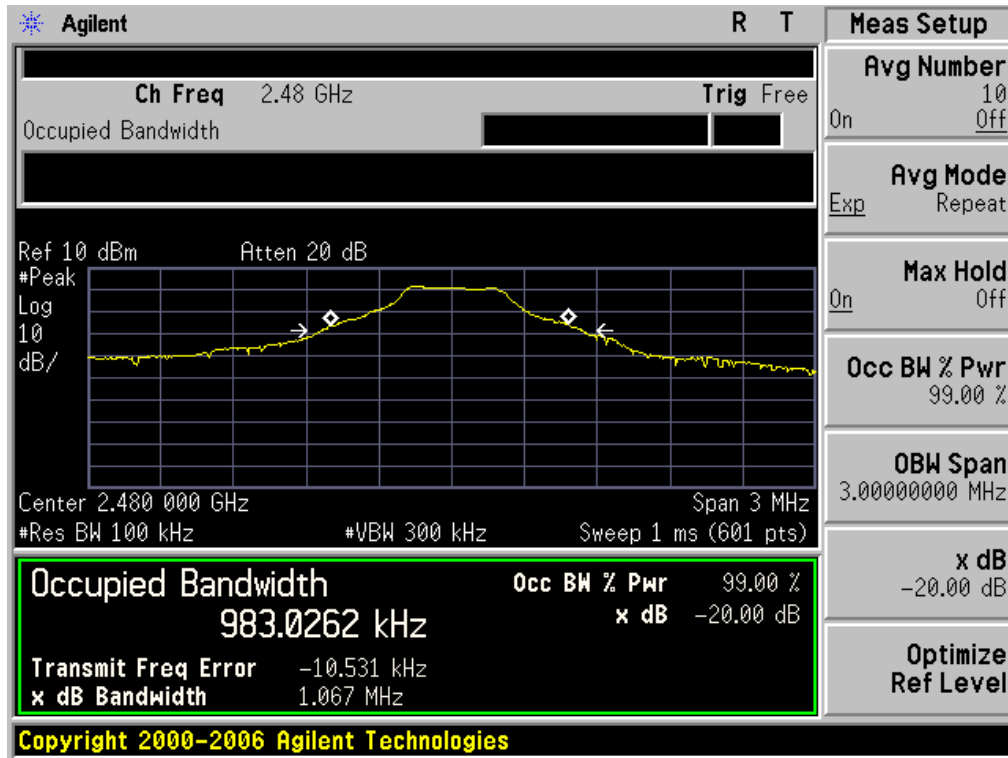 Agilent R T
Ch Freq 2.48 GHz Trig Free
Occupied Bandwidth
Ref 10 dBm Atten 20 dB
#Peak
Log
10
dB/
Center 2.480 000 GHz Span 3 MHz
#Res BW 100 kHz #VBW 300 kHz Sweep 1 ms (601 pts)
Occupied Bandwidth
983.0262 kHz
Occ BW % Pwr 99.00 %
x dB -20.00 dB
Transmit Freq Error -10.531 kHz
x dB Bandwidth 1.067 MHz
Copyright 2000-2006 Agilent Technologies
Meas Setup
Avg Number
10
On Off
Avg Mode
Exp Repeat
Max Hold
On Off
Occ BW % Pwr
99.00 %
OBW Span
3.00000000 MHz
x dB
-20.00 dB
Optimize
Ref Level